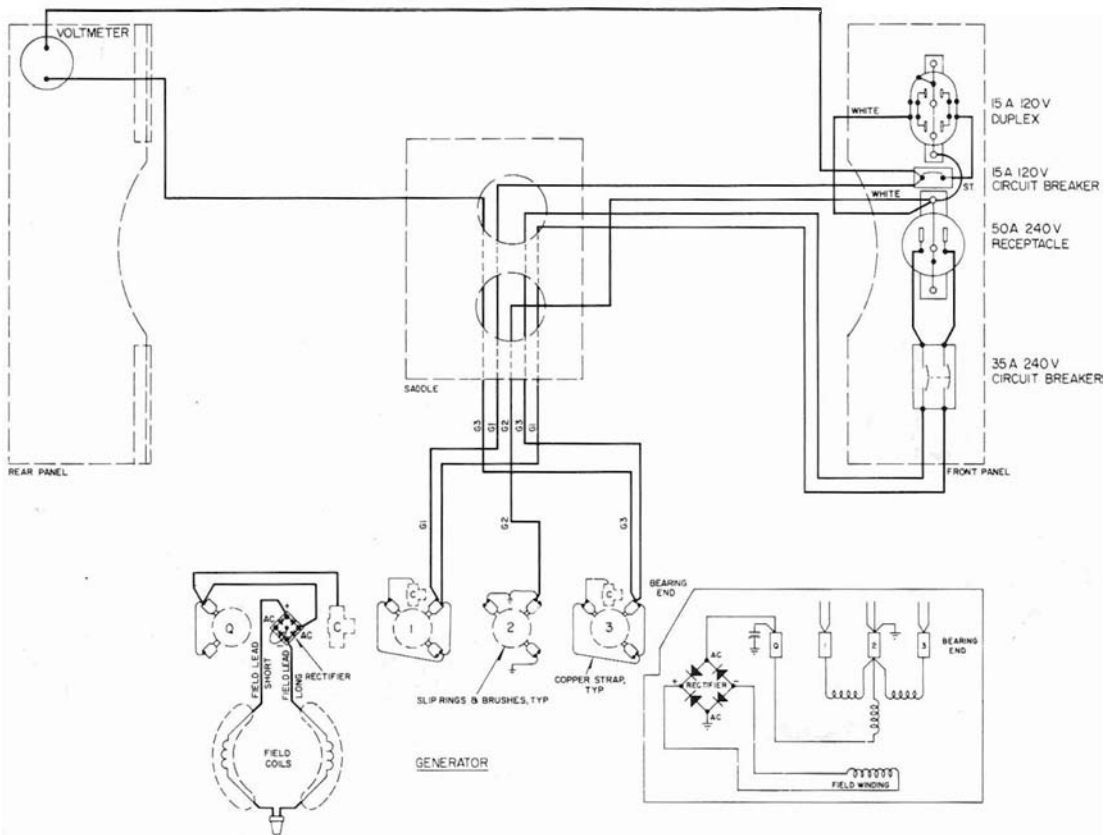 VOLTMETER
15A 120V
DUPLEX
WHITE
15A 120V
CIRCUIT BREAKER
ST
WHITE
50A 240V
RECEPTACLE
35A 240V
CIRCUIT BREAKERS
SADDLE
REAR PANEL
FRONT PANEL
G3
G1
G2
G3
G1
G1
G2
G3
BEARING
END
C
C
Q
AC
+
AC
C
1
2
3
RECTIFIER
FIELD LEAD
SHORT
FIELD LEAD
LONG
COPPER STRAP,
TYP
SLIP RINGS & BRUSHES, TYP
FIELD
COILS
GENERATOR
AC
Q
1
2
3
BEARING
END
+
RECTIFIER
-
AC
FIELD WINDING